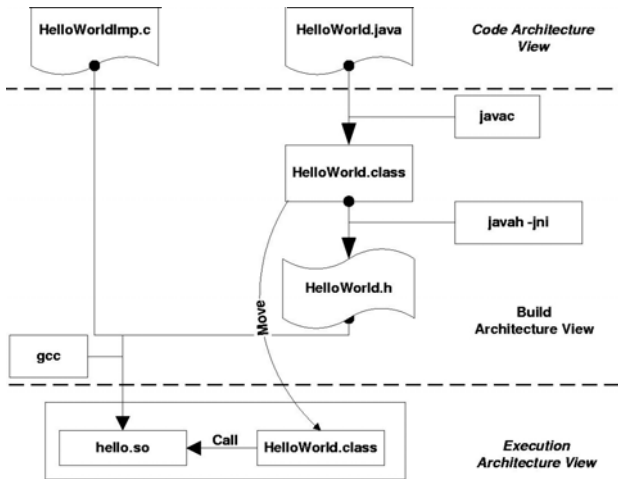 HelloWorldImp.c
HelloWorld.java
Code Architecture
View
javac
HelloWorld.class
javah -jni
HelloWorld.h
Move
Build
Architecture View
gcc
hello.so
Call
HelloWorld.class
Execution
Architecture View